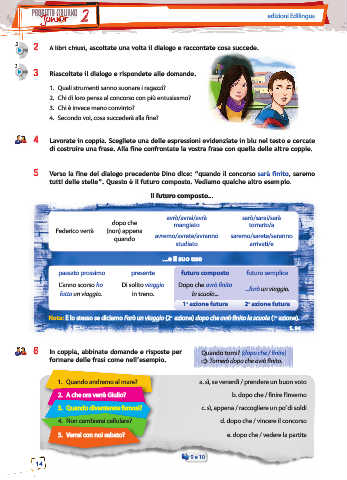 PROGETTO ITALIANO
Junior 2
edizioni Edilingua
2 A libri chiusi, ascoltate una volta il dialogo e raccontate cosa succede.
3 Riascoltate il dialogo e rispondete alle domande.
1. Quali strumenti sanno suonare i ragazzi?
2. Chi di loro pensa al concorso con più entusiasmo?
3. Chi è invece meno convinto?
4. Secondo voi, cosa succederà alla fine?
4 Lavorate in coppia. Scegliete una delle espressioni evidenziate in blu nel testo e cercate
di costruire una frase. Alla fine confrontate la vostra frase con quella delle altre coppie.
5 Verso la fine del dialogo precedente Dino dice: "quando il concorso sarà finito, saremo
tutti delle stelle". Questo è il futuro composto. Vediamo qualche altro esempio.
Il futuro composto...
Federico verrà
dopo che
(non) appena
quando
avrò/avrai/avrà
mangiato
avremo/avrete/avranno
studiato
sarò/sarai/sarà
tornato/a
saremo/sarete/saranno
arrivati/e
...e il suo uso
passato prossimo presente futuro composto futuro semplice
L'anno scorso ho
fatto un viaggio.
Di solito viaggio
in treno.
Dopo che avrò finito
la scuola...
...farò un viaggio.
1ª azione futura 2ª azione futura
Nota: È lo stesso se diciamo Farò un viaggio (2ª azione) dopo che avrò finito la scuola (1ª azione).
6 In coppia, abbinate domande e risposte per
formare delle frasi come nell'esempio.
Quando torni? (dopo che / finire)
Tornerò dopo che avrò finito.
1. Quando andremo al mare?
2. A che ora verrà Giulio?
3. Quando diventerete famosi?
4. Non cambierai cellulare?
5. Verrai con noi sabato?
a. sì, se venerdì / prendere un buon voto
b. dopo che / finire l'inverno
c. sì, appena / raccogliere un po' di soldi
d. dopo che / vincere il concorso
e. dopo che / vedere la partita
14
9 e 10